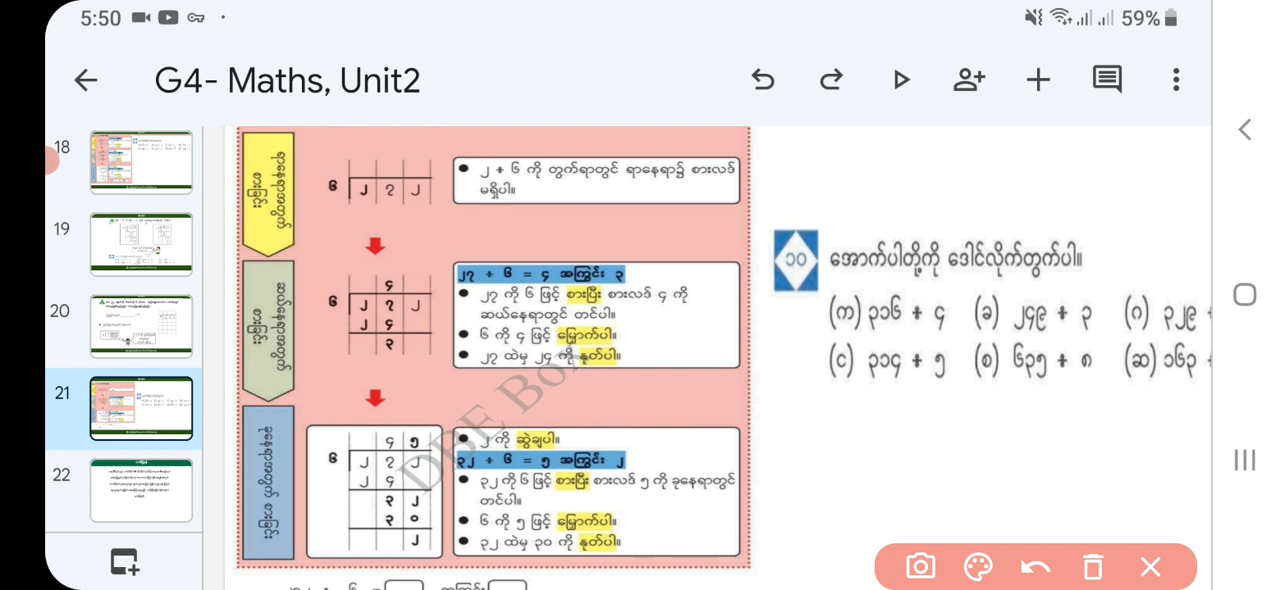 5:50
59%
G4- Maths, Unit2
18
19
20
21
22
၆ ၂ ၇ ၂
၂ ÷ ၆ ကို တွက်ရာတွင် ရာနေရာ၌ စားလဒ်
မရှိပါ။
၄
၆ ၂ ၇ ၂
၂ ၄
၃
၂၇ ÷ ၆ = ၄ အကြွင်း ၃
၂၇ ကို ၆ ဖြင့် စားပြီး စားလဒ် ၄ ကို
ဆယ်နေရာတွင် တင်ပါ။
၆ ကို ၄ ဖြင့် မြှောက်ပါ။
၂၇ ထဲမှ ၂၄ ကို နုတ်ပါ။
၄ ၅
၆ ၂ ၇ ၂
၂ ၄
၃ ၂
၃ ၀
၂
၂ ကို ဆွဲချပါ။
၃၂ ÷ ၆ = ၅ အကြွင်း ၂
၃၂ ကို ၆ ဖြင့် စားပြီး စားလဒ် ၅ ကို ခုနေရာတွင်
တင်ပါ။
၆ ကို ၅ ဖြင့် မြှောက်ပါ။
၃၂ ထဲမှ ၃၀ ကို နုတ်ပါ။
DBE Box
၁၀ အောက်ပါတို့ကို ဒေါင်လိုက်တွက်ပါ။
(က) ၃၁၆ ÷ ၄ (ခ) ၂၄၉ ÷ ၃ (ဂ) ၃၂၉
(င) ၃၁၄ ÷ ၅ (စ) ၆၃၅ ÷ ၈ (ဆ) ၁၆၃